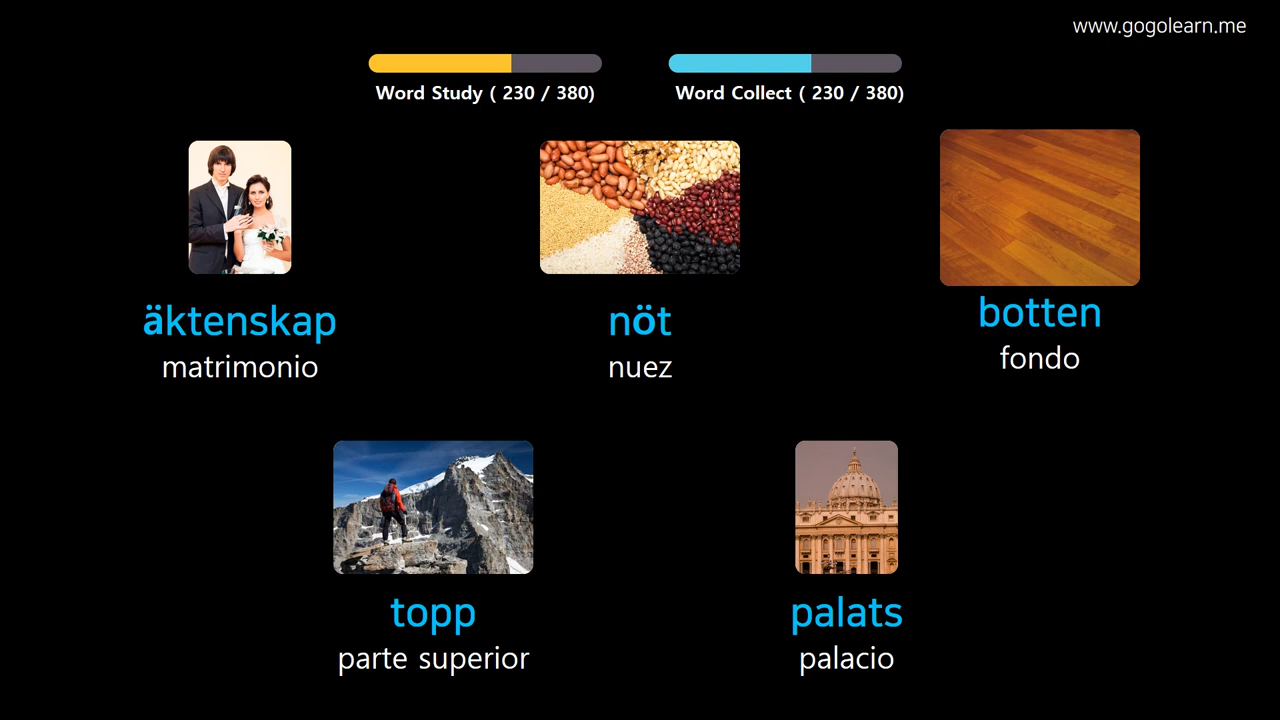 www.gogolearn.me
Word Study ( 230 / 380)
Word Collect ( 230 / 380)
äktenskap
matrimonio
nöt
nuez
botten
fondo
topp
parte superior
palats
palacio